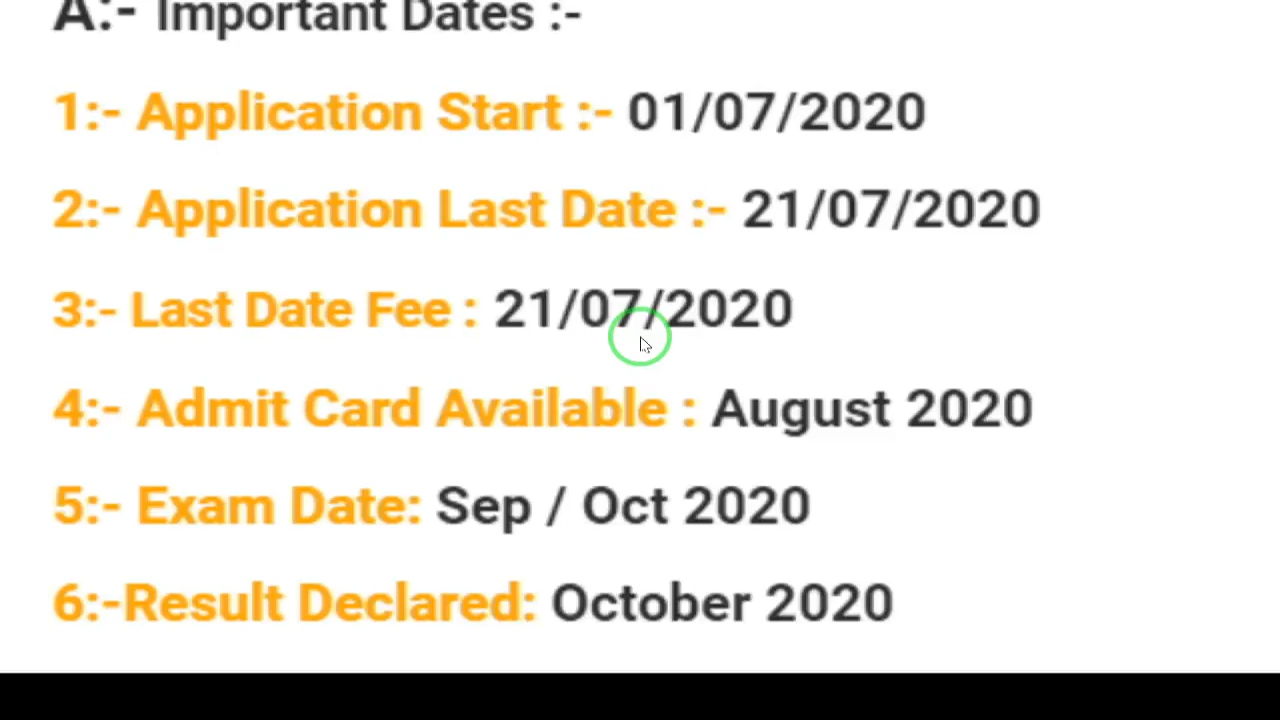 A:- Important Dates :-
1:- Application Start :- 01/07/2020
2:- Application Last Date :- 21/07/2020
3:- Last Date Fee : 21/07/2020
4:- Admit Card Available : August 2020
5:- Exam Date: Sep / Oct 2020
6:-Result Declared: October 2020